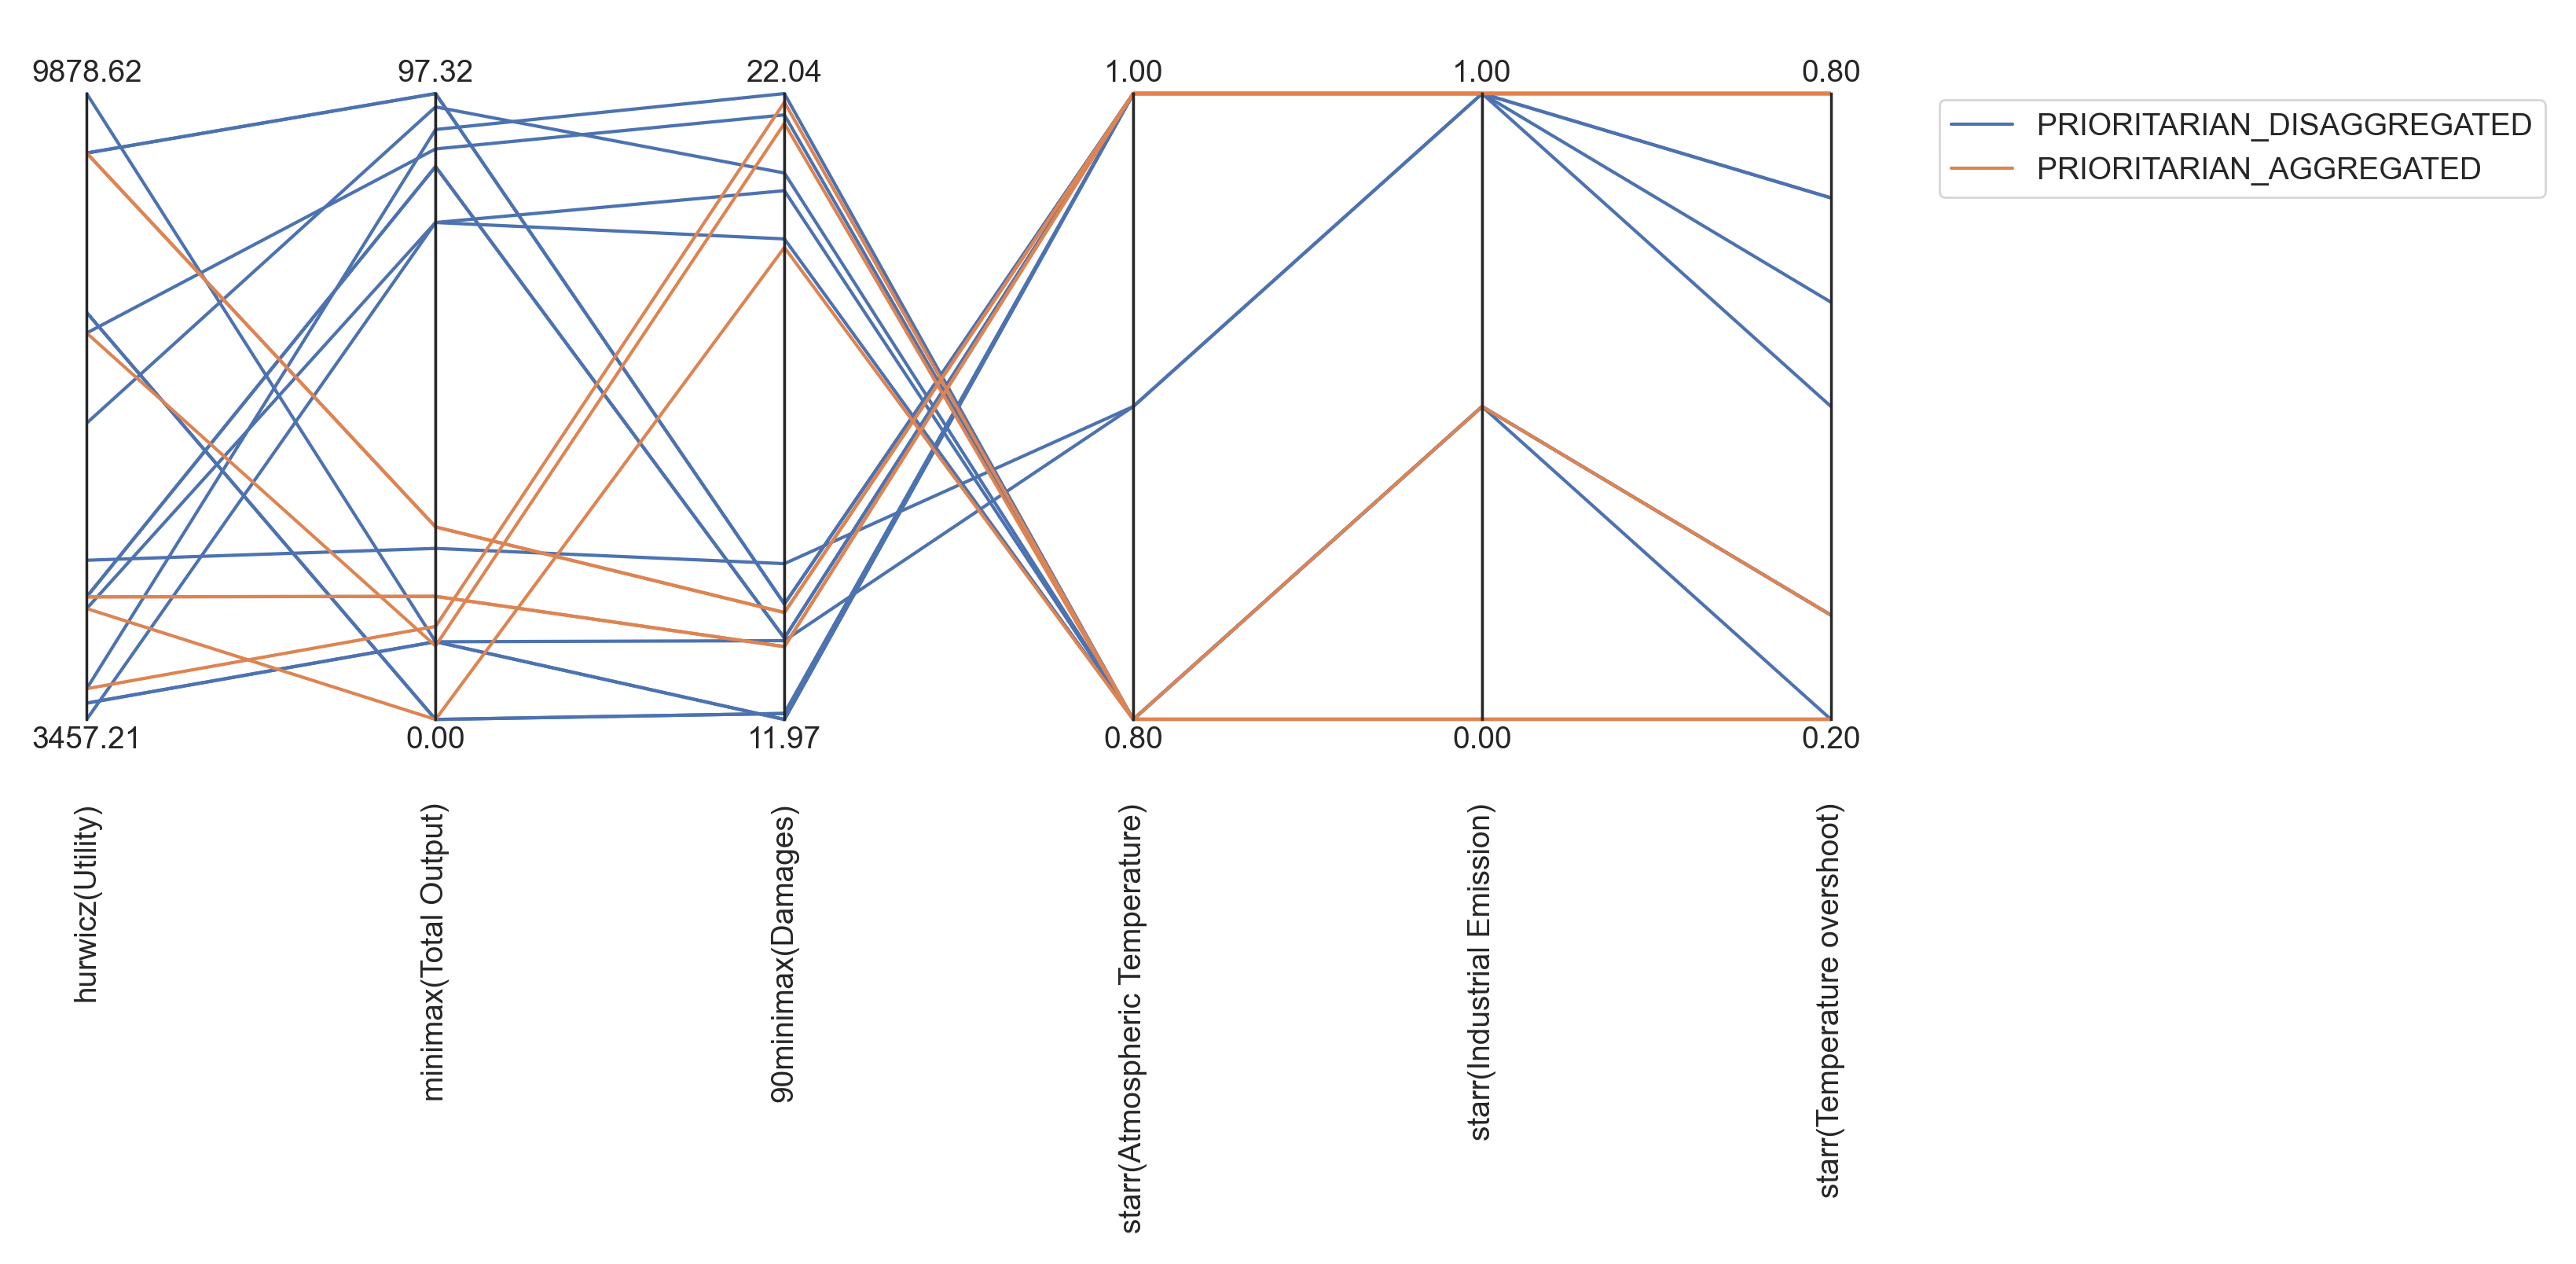 9878.62
97.32
22.04
1.00
1.00
0.80
PRIORITARIAN_DISAGGREGATED
PRIORITARIAN_AGGREGATED
3457.21
0.00
11.97
0.80
0.00
0.20
hurwicz(Utility)
minimax(Total Output)
90minimax(Damages)
starr(Atmospheric Temperature)
starr(Industrial Emission)
starr(Temperature overshoot)